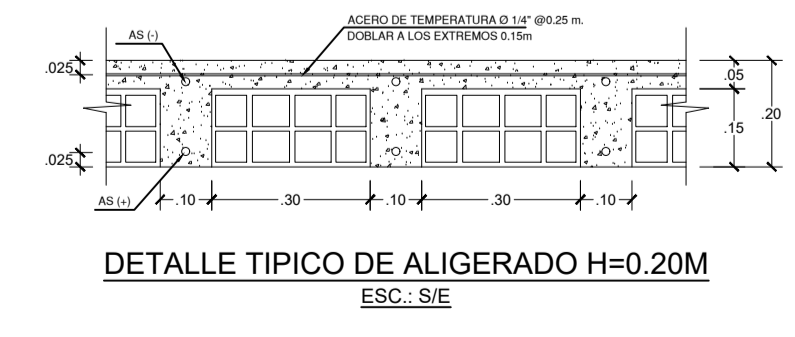 ACERO DE TEMPERATURA Ø 1/4" @0.25 m.
DOBLAR A LOS EXTREMOS 0.15m
AS (-)
.025
.05
.20
.15
.025
AS (+)
.10
.30
.10
.30
.10
DETALLE TIPICO DE ALIGERADO H=0.20M
ESC.: S/E